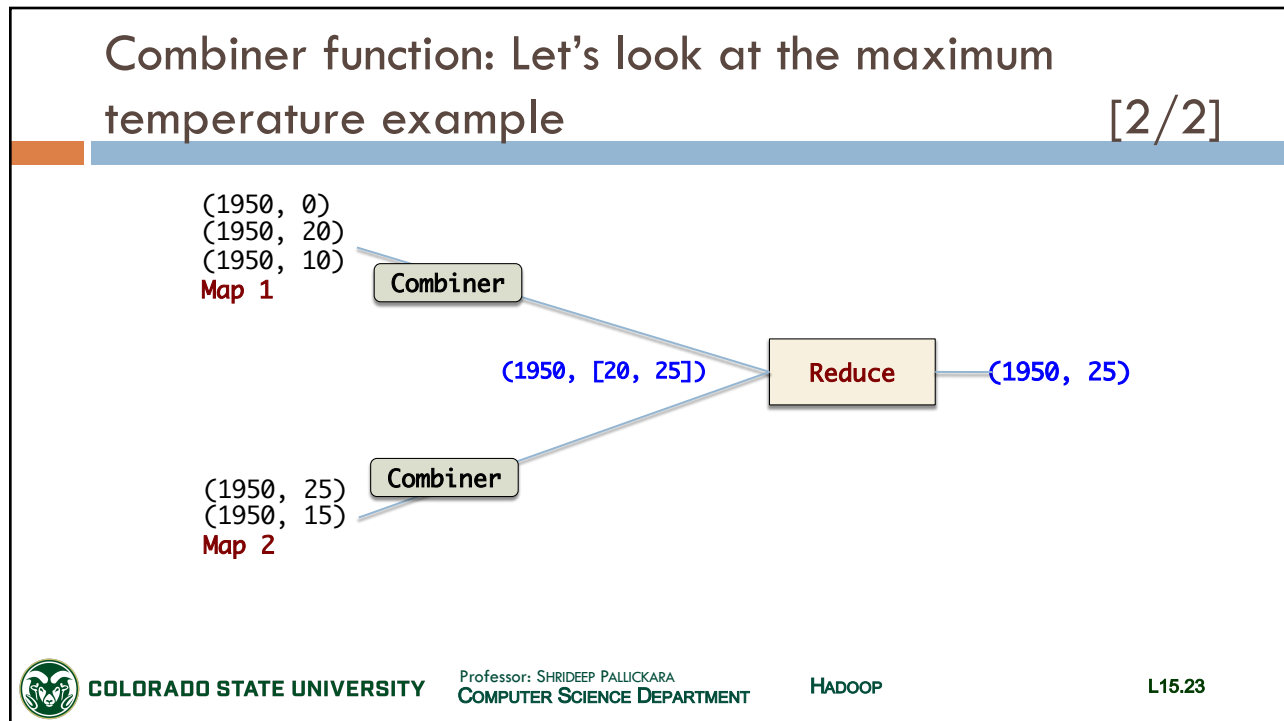 Combiner function: Let's look at the maximum
temperature example [2/2]
(1950, 0)
(1950, 20)
(1950, 10)
Map 1
Combiner
(1950, [20, 25])
Reduce
(1950, 25)
Combiner
(1950, 25)
(1950, 15)
Map 2
COLORADO STATE UNIVERSITY
Professor: SHRIDEEP PALLICKARA
COMPUTER SCIENCE DEPARTMENT
HADOOP
L15.23